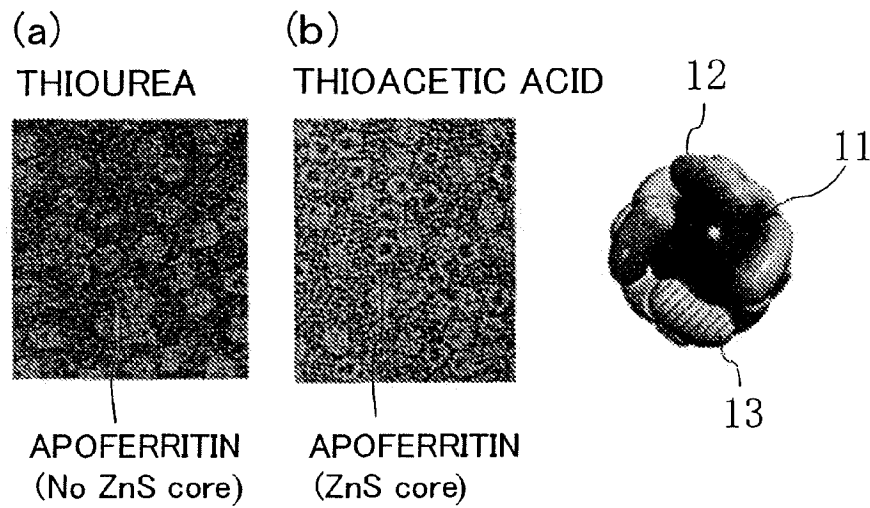 (a)
THIOUREA
(b)
THIOACETIC ACID
12
11
13
APOFERRITIN
(No ZnS core)
APOFERRITIN
(ZnS core)